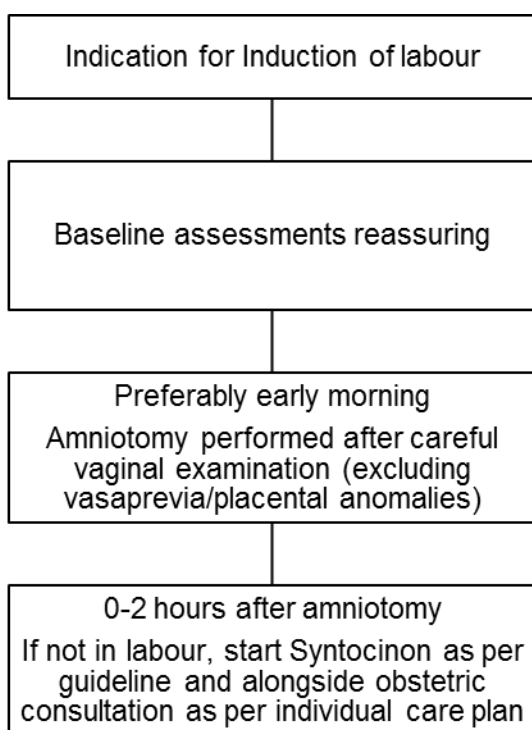 Indication for Induction of labour
Baseline assessments reassuring
Preferably early morning
Amniotomy performed after careful
vaginal examination (excluding
vasaprevia/placental anomalies)
0-2 hours after amniotomy
If not in labour, start Syntocinon as per
guideline and alongside obstetric
consultation as per individual care plan